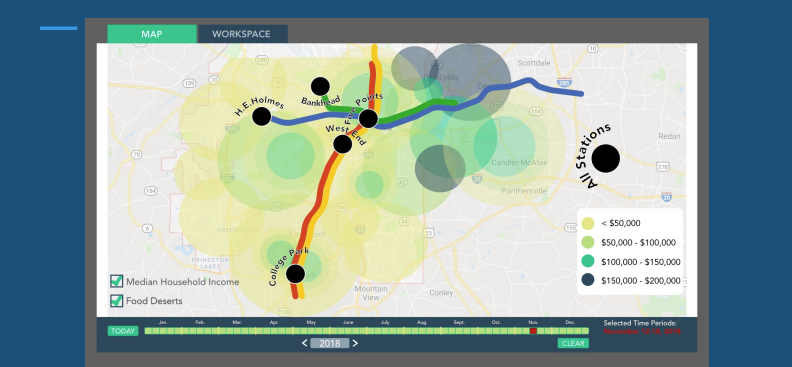 MAP WORKSPACE
Scottdale
H.E.Holmes
Bankhead
Five Points
West End
College Park
All Stations
Redan
Candler-McAfee
Panthersville
PRINCETON LAKES
Mountain View
Conley
< $50,000
$50,000 - $100,000
$100,000 - $150,000
$150,000 - $200,000
Median Household Income
Food Deserts
Jan. Feb. Mar. Apr. May June July Aug. Sept. Oct. Nov. Dec.
TODAY
< 2018 >
Selected Time Periods:
CLEAR